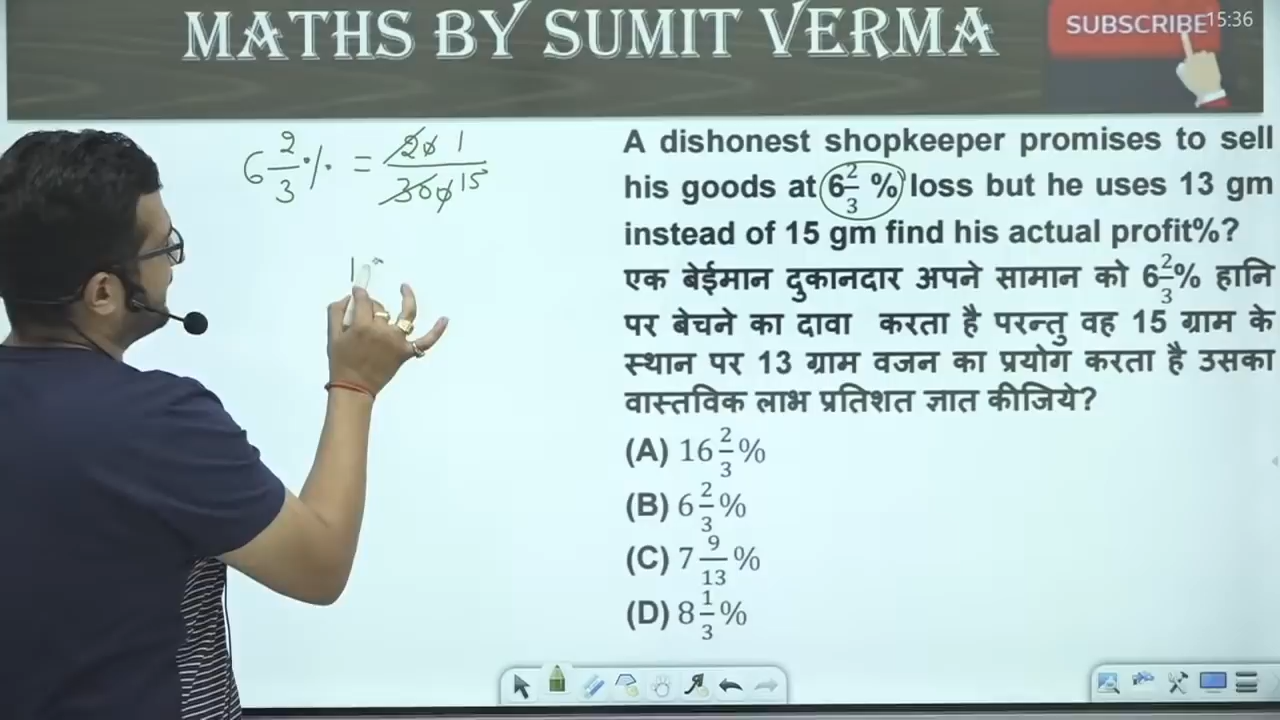 MATHS BY SUMIT VERMA
SUBSCRIBE
15:36
6 2/3 % = 20/300 1/15
A dishonest shopkeeper promises to sell
his goods at 6 2/3 % loss but he uses 13 gm
instead of 15 gm find his actual profit%?
एक बेईमान दुकानदार अपने सामान को 6 2/3% हानि
पर बेचने का दावा करता है परन्तु वह 15 ग्राम के
स्थान पर 13 ग्राम वजन का प्रयोग करता है उसका
वास्तविक लाभ प्रतिशत ज्ञात कीजिये?
(A) 16 2/3 %
(B) 6 2/3 %
(C) 7 9/13 %
(D) 8 1/3 %